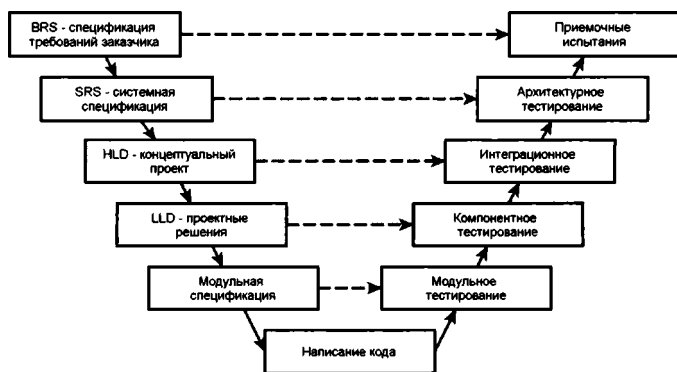 BRS - спецификация
требований заказчика
Приемочные
испытания
SRS - системная
спецификация
Архитектурное
тестирование
HLD - концептуальный
проект
Интеграционное
тестирование
LLD - проектные
решения
Компонентное
тестирование
Модульная
спецификация
Модульное
тестирование
Написание кода